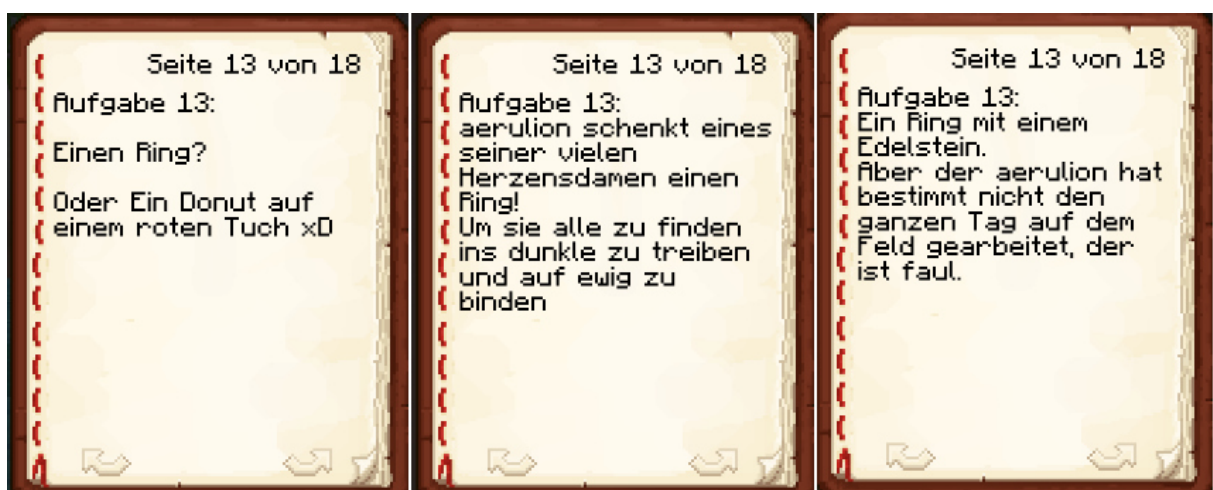 Seite 13 von 18
Aufgabe 13:
Einen Ring?
Oder Ein Donut auf
einem roten Tuch xD
Seite 13 von 18
Aufgabe 13:
aerulion schenkt eines
seiner vielen
Herzensdamen einen
Ring!
Um sie alle zu finden
ins dunkle zu treiben
und auf ewig zu
binden
Seite 13 von 18
Aufgabe 13:
Ein Ring mit einem
Edelstein.
Aber der aerulion hat
bestimmt nicht den
ganzen Tag auf dem
Feld gearbeitet, der
ist faul.